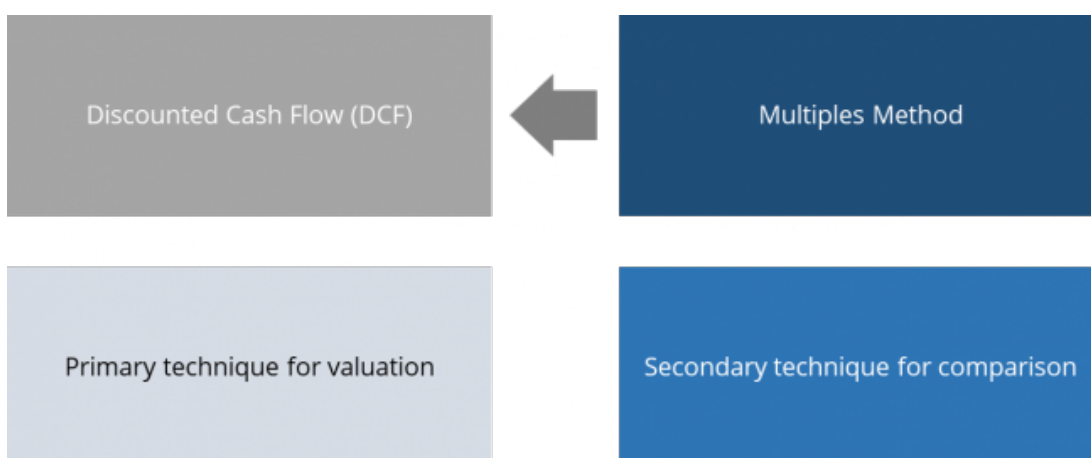 Discounted Cash Flow (DCF)
Multiples Method
Primary technique for valuation
Secondary technique for comparison